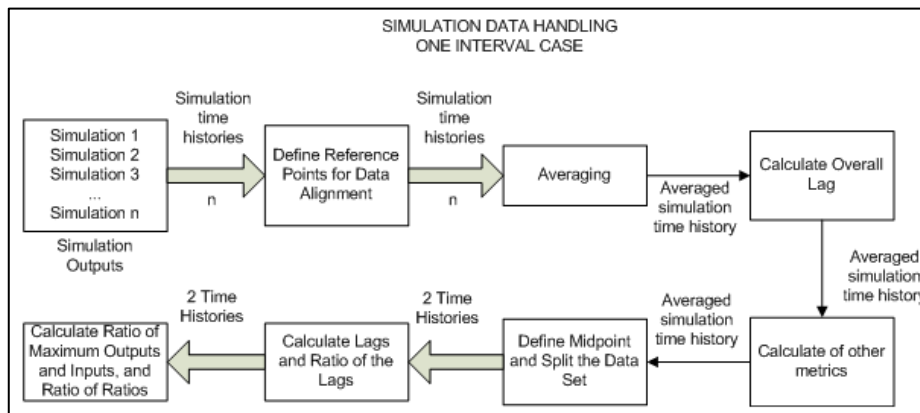 SIMULATION DATA HANDLING
ONE INTERVAL CASE
Simulation 1
Simulation 2
Simulation 3
...
Simulation n
Simulation
Outputs
Simulation
time
histories
n
Define Reference
Points for Data
Alignment
Simulation
time
histories
n
Averaging
Averaged
simulation
time history
Calculate Overall
Lag
Averaged
simulation
time history
Calculate of other
metrics
Averaged
simulation
time history
Define Midpoint
and Split the Data
Set
2 Time
Histories
Calculate Lags
and Ratio of the
Lags
2 Time
Histories
Calculate Ratio of
Maximum Outputs
and Inputs, and
Ratio of Ratios